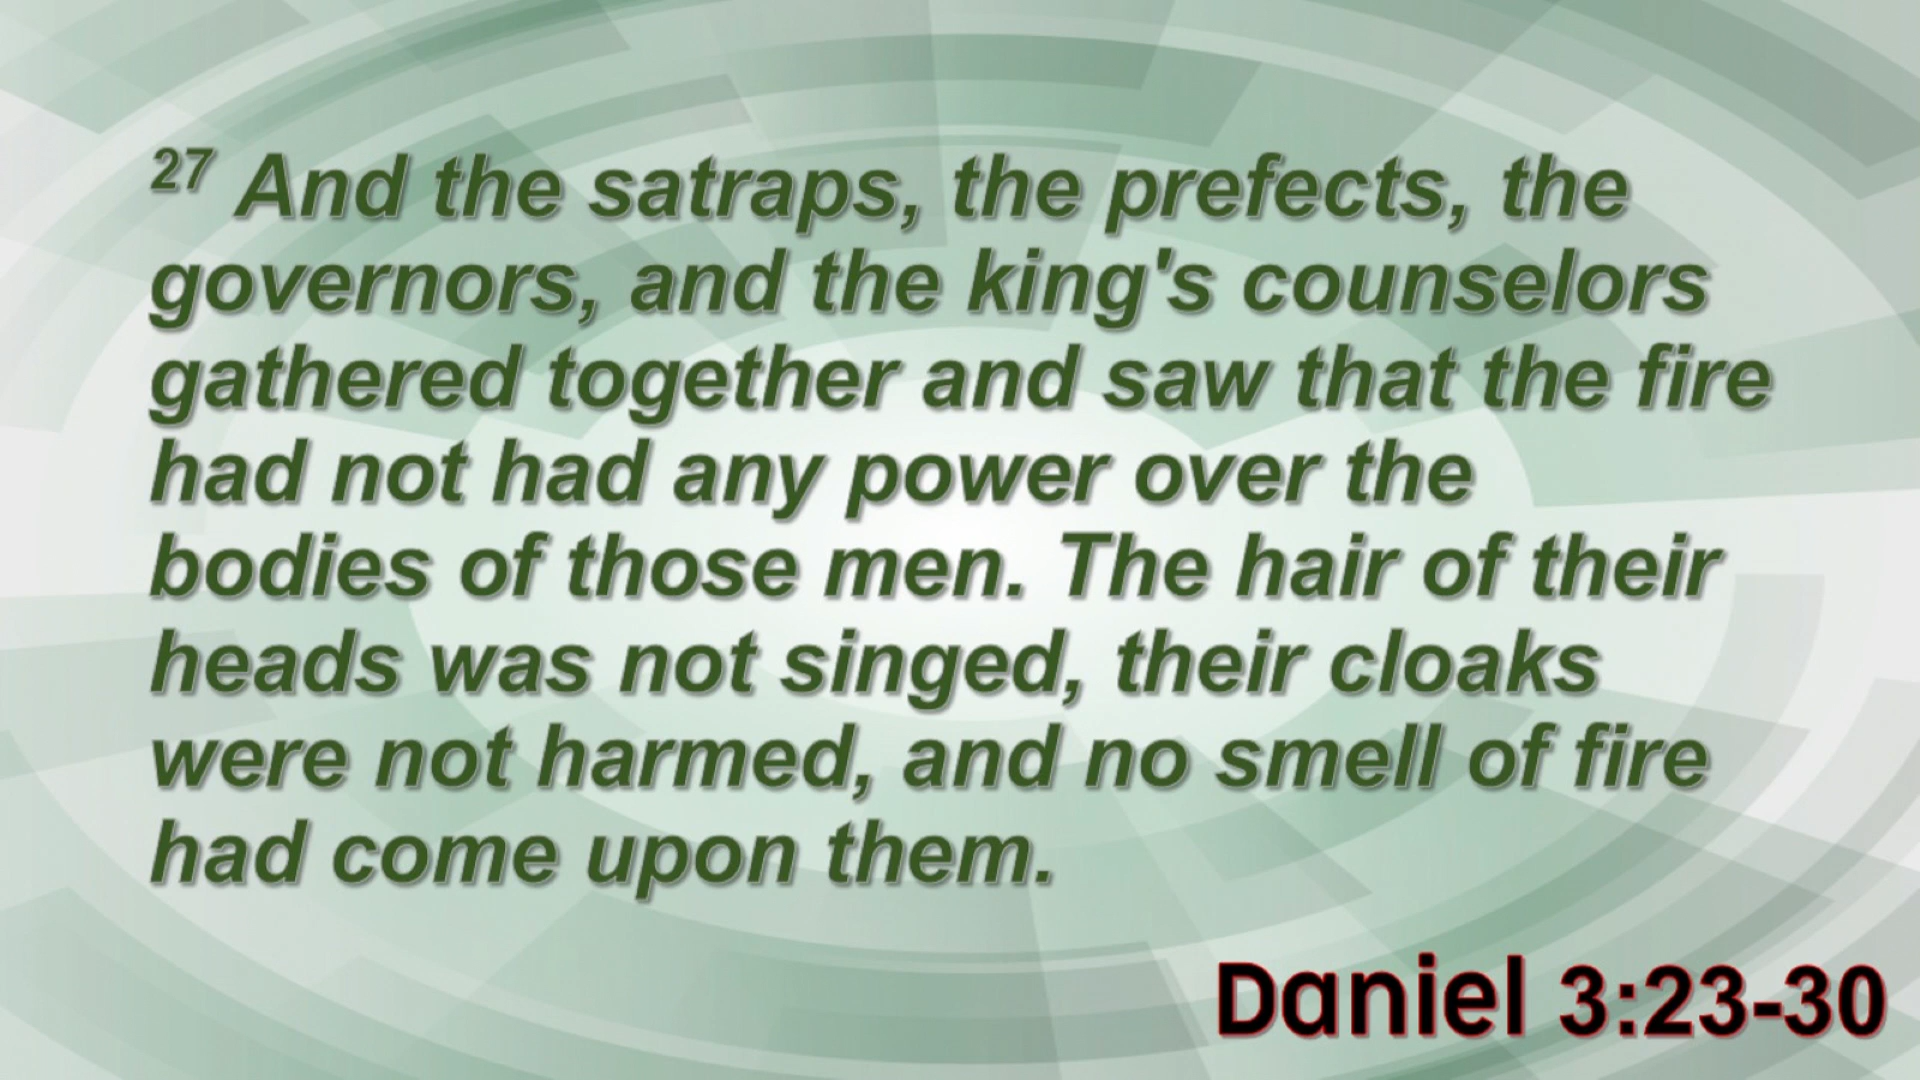 27 And the satraps, the prefects, the
governors, and the king's counselors
gathered together and saw that the fire
had not had any power over the
bodies of those men. The hair of their
heads was not singed, their cloaks
were not harmed, and no smell of fire
had come upon them.
Daniel 3:23-30